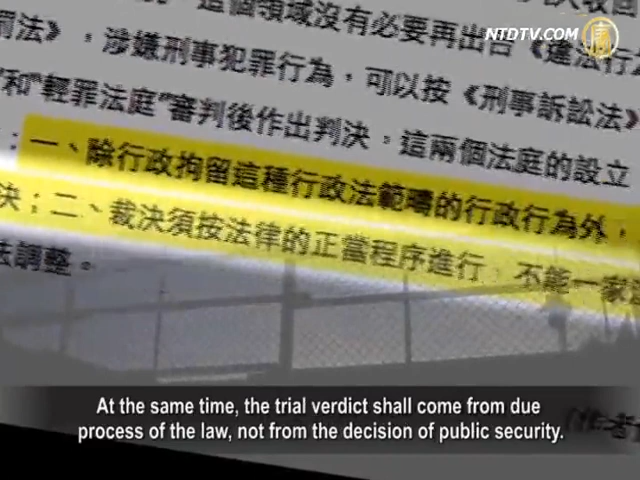 這個領域沒有必要再出台《違法行
NTDTV.COM
罰法》，涉嫌刑事犯罪行為，可以按《刑事訴訟法》
”和”輕罪法庭”審判後作出判決，這兩個法庭的設立
：一、除行政拘留這種行政法範疇的行政行為外，
決；二、裁決須按法律的正當程序進行，不能一家
法調整。
At the same time, the trial verdict shall come from due
process of the law, not from the decision of public security.